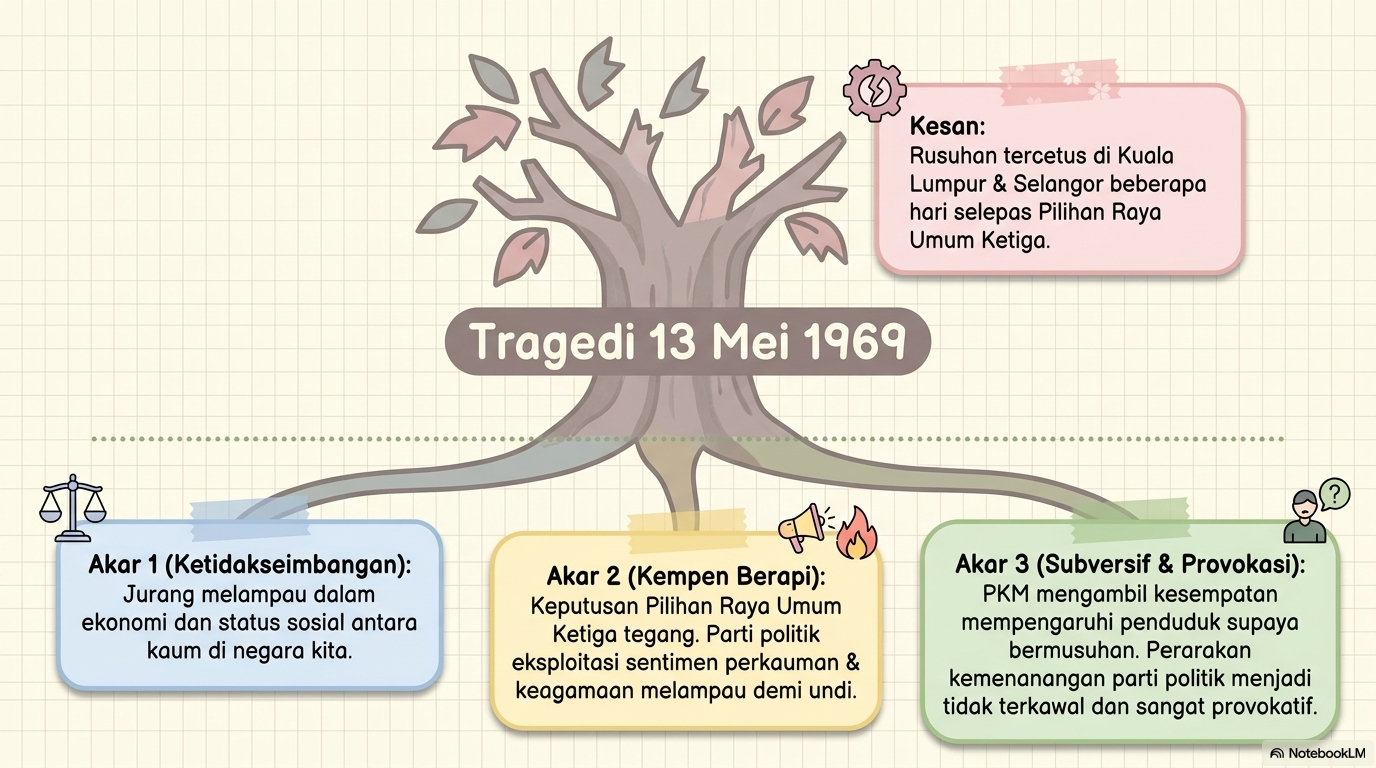 Kesan:
Rusuhan tercetus di Kuala
Lumpur & Selangor beberapa
hari selepas Pilihan Raya
Umum Ketiga.
Tragedi 13 Mei 1969
Akar 1 (Ketidakseimbangan):
Jurang melampau dalam
ekonomi dan status sosial antara
kaum di negara kita.
Akar 2 (Kempen Berapi):
Keputusan Pilihan Raya Umum
Ketiga tegang. Parti politik
eksploitasi sentimen perkauman &
keagamaan melampau demi undi.
Akar 3 (Subversif & Provokasi):
PKM mengambil kesempatan
mempengaruhi penduduk supaya
bermusuhan. Perarakan
kemenanangan parti politik menjadi
tidak terkawal dan sangat provokatif.
?
NotebookLM